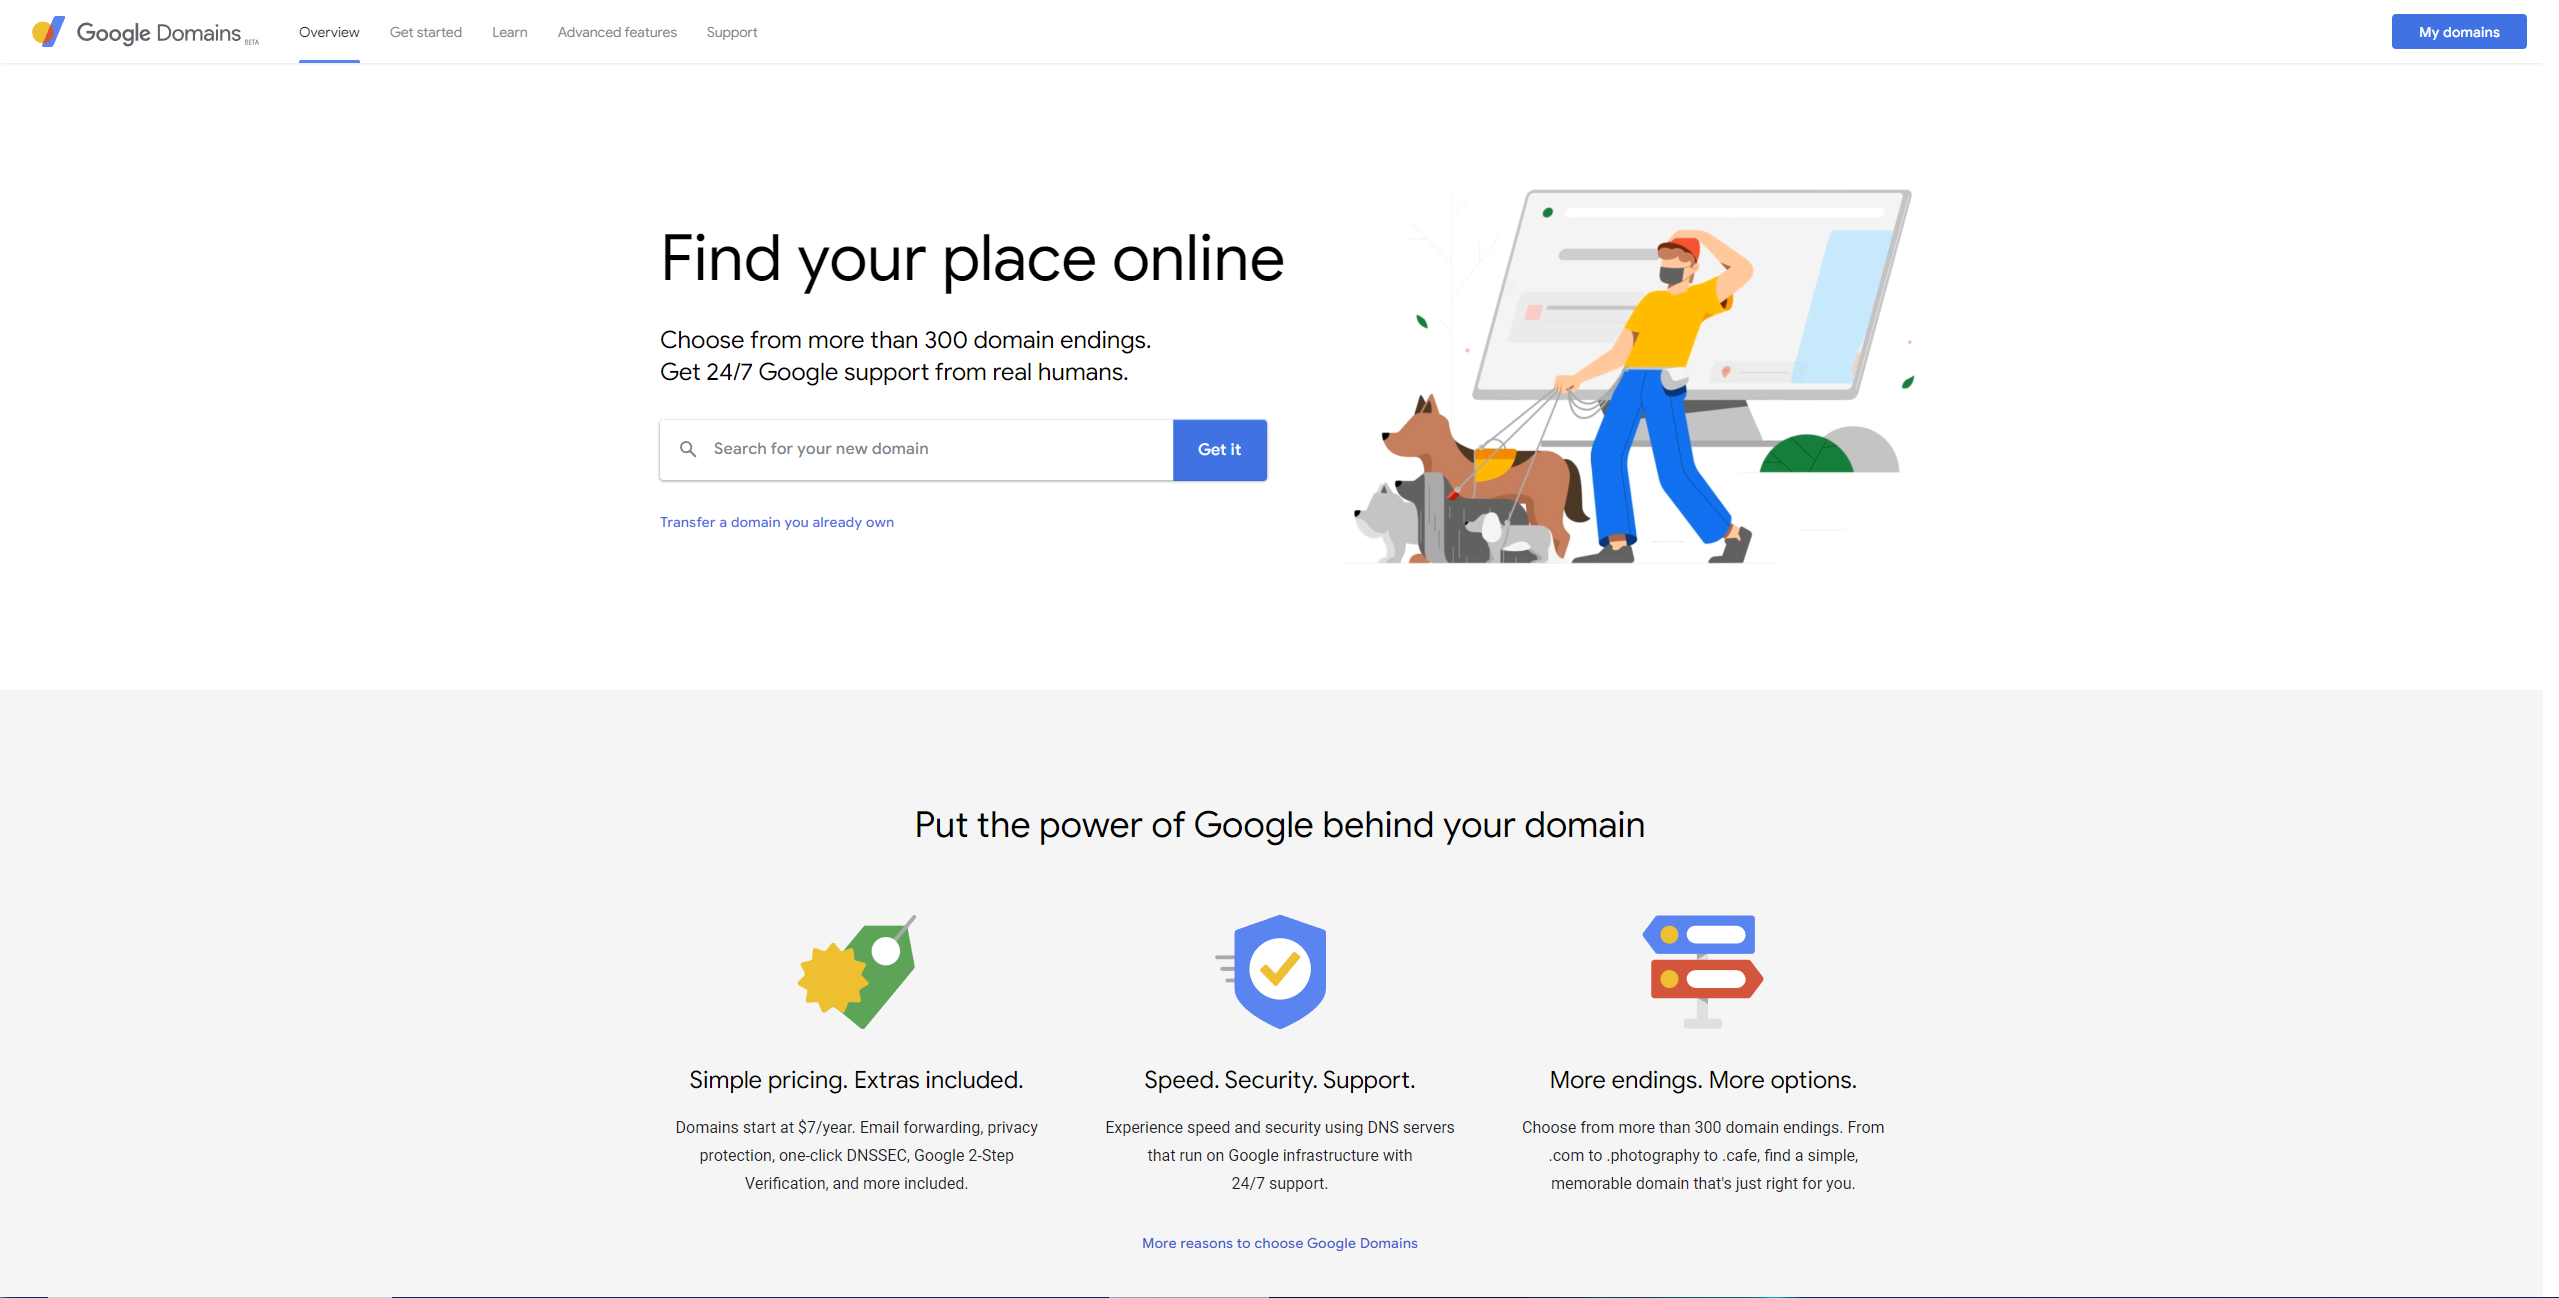 Google Domains BETA
Overview
Get started
Learn
Advanced features
Support
My domains
Find your place online
Choose from more than 300 domain endings.
Get 24/7 Google support from real humans.
Search for your new domain
Get it
Transfer a domain you already own
Put the power of Google behind your domain
Simple pricing. Extras included.
Domains start at $7/year. Email forwarding, privacy
protection, one-click DNSSEC, Google 2-Step
Verification, and more included.
Speed. Security. Support.
Experience speed and security using DNS servers
that run on Google infrastructure with
24/7 support.
More endings. More options.
Choose from more than 300 domain endings. From
.com to .photography to .cafe, find a simple,
memorable domain that's just right for you.
More reasons to choose Google Domains